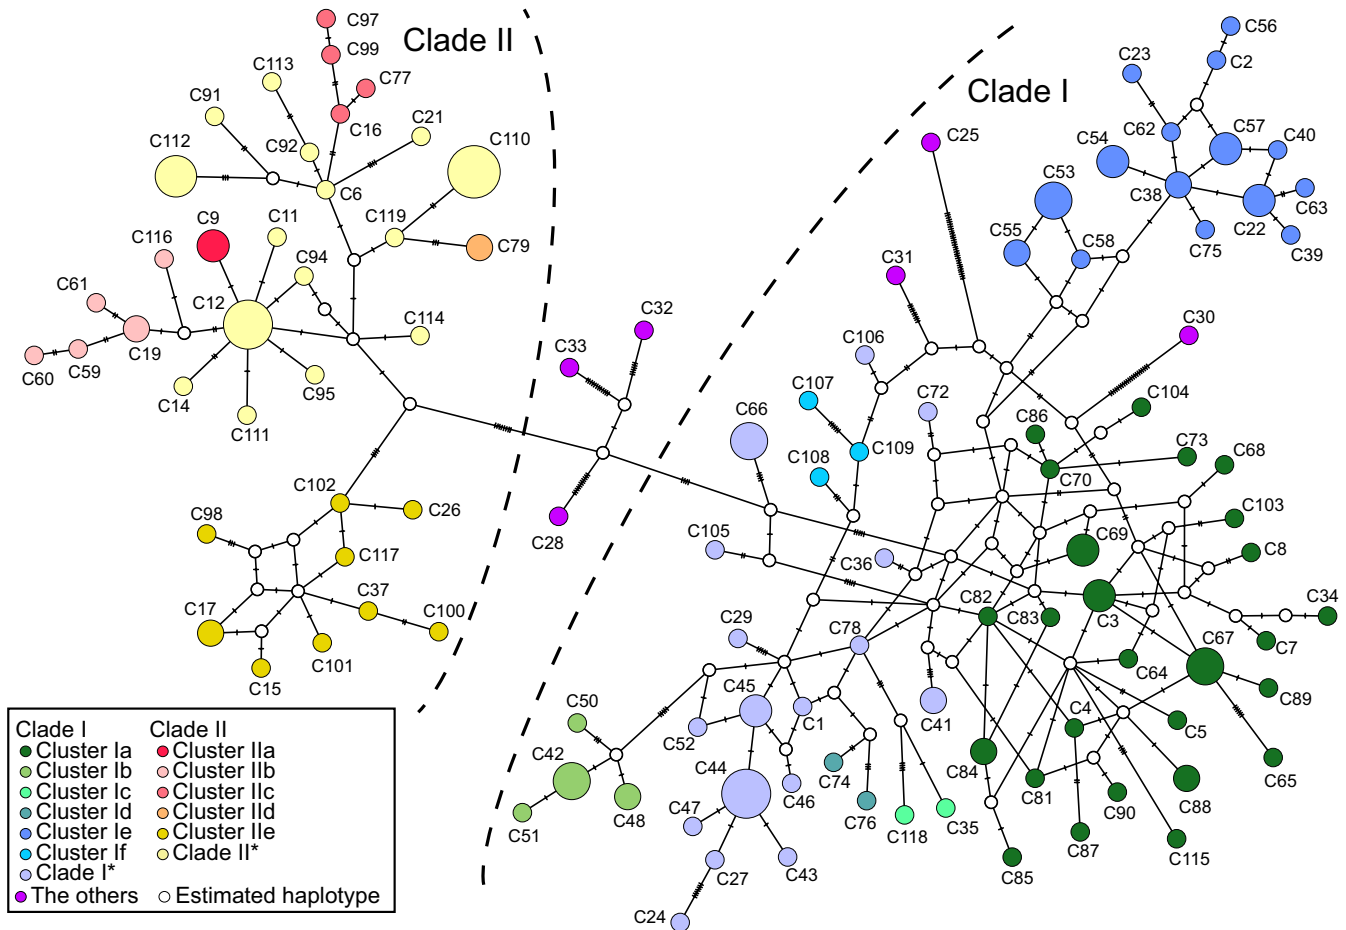 C97
Clade II
C99
C113
C77
C91
C16
C21
C110
C112
C92
C6
C9
C11
C119
C79
C116
C94
C61
C12
C114
C19
C60
C59
C14
C95
C111
C102
C26
C98
C117
C37
C100
C17
C101
C15
C32
C33
C28
Clade I
C56
C23
C2
C25
C62
C57
C40
C54
C53
C38
C63
C55
C58
C75
C22
C39
C31
C30
C106
C107
C72
C104
C66
C86
C73
C68
C109
C108
C70
C103
C105
C69
C8
C36
C82
C83
C3
C34
C7
C29
C78
C67
C64
C89
C45
C1
C41
C4
C5
C50
C52
C42
C44
C74
C84
C65
C81
C46
C90
C88
C51
C48
C47
C76
C118
C35
C87
C115
C27
C43
C85
C24
Clade I
Cluster Ia
Cluster Ib
Cluster Ic
Cluster Id
Cluster Ie
Cluster If
Clade I*
The others
Clade II
Cluster IIa
Cluster IIb
Cluster IIc
Cluster IId
Cluster IIe
Clade II*
Estimated haplotype